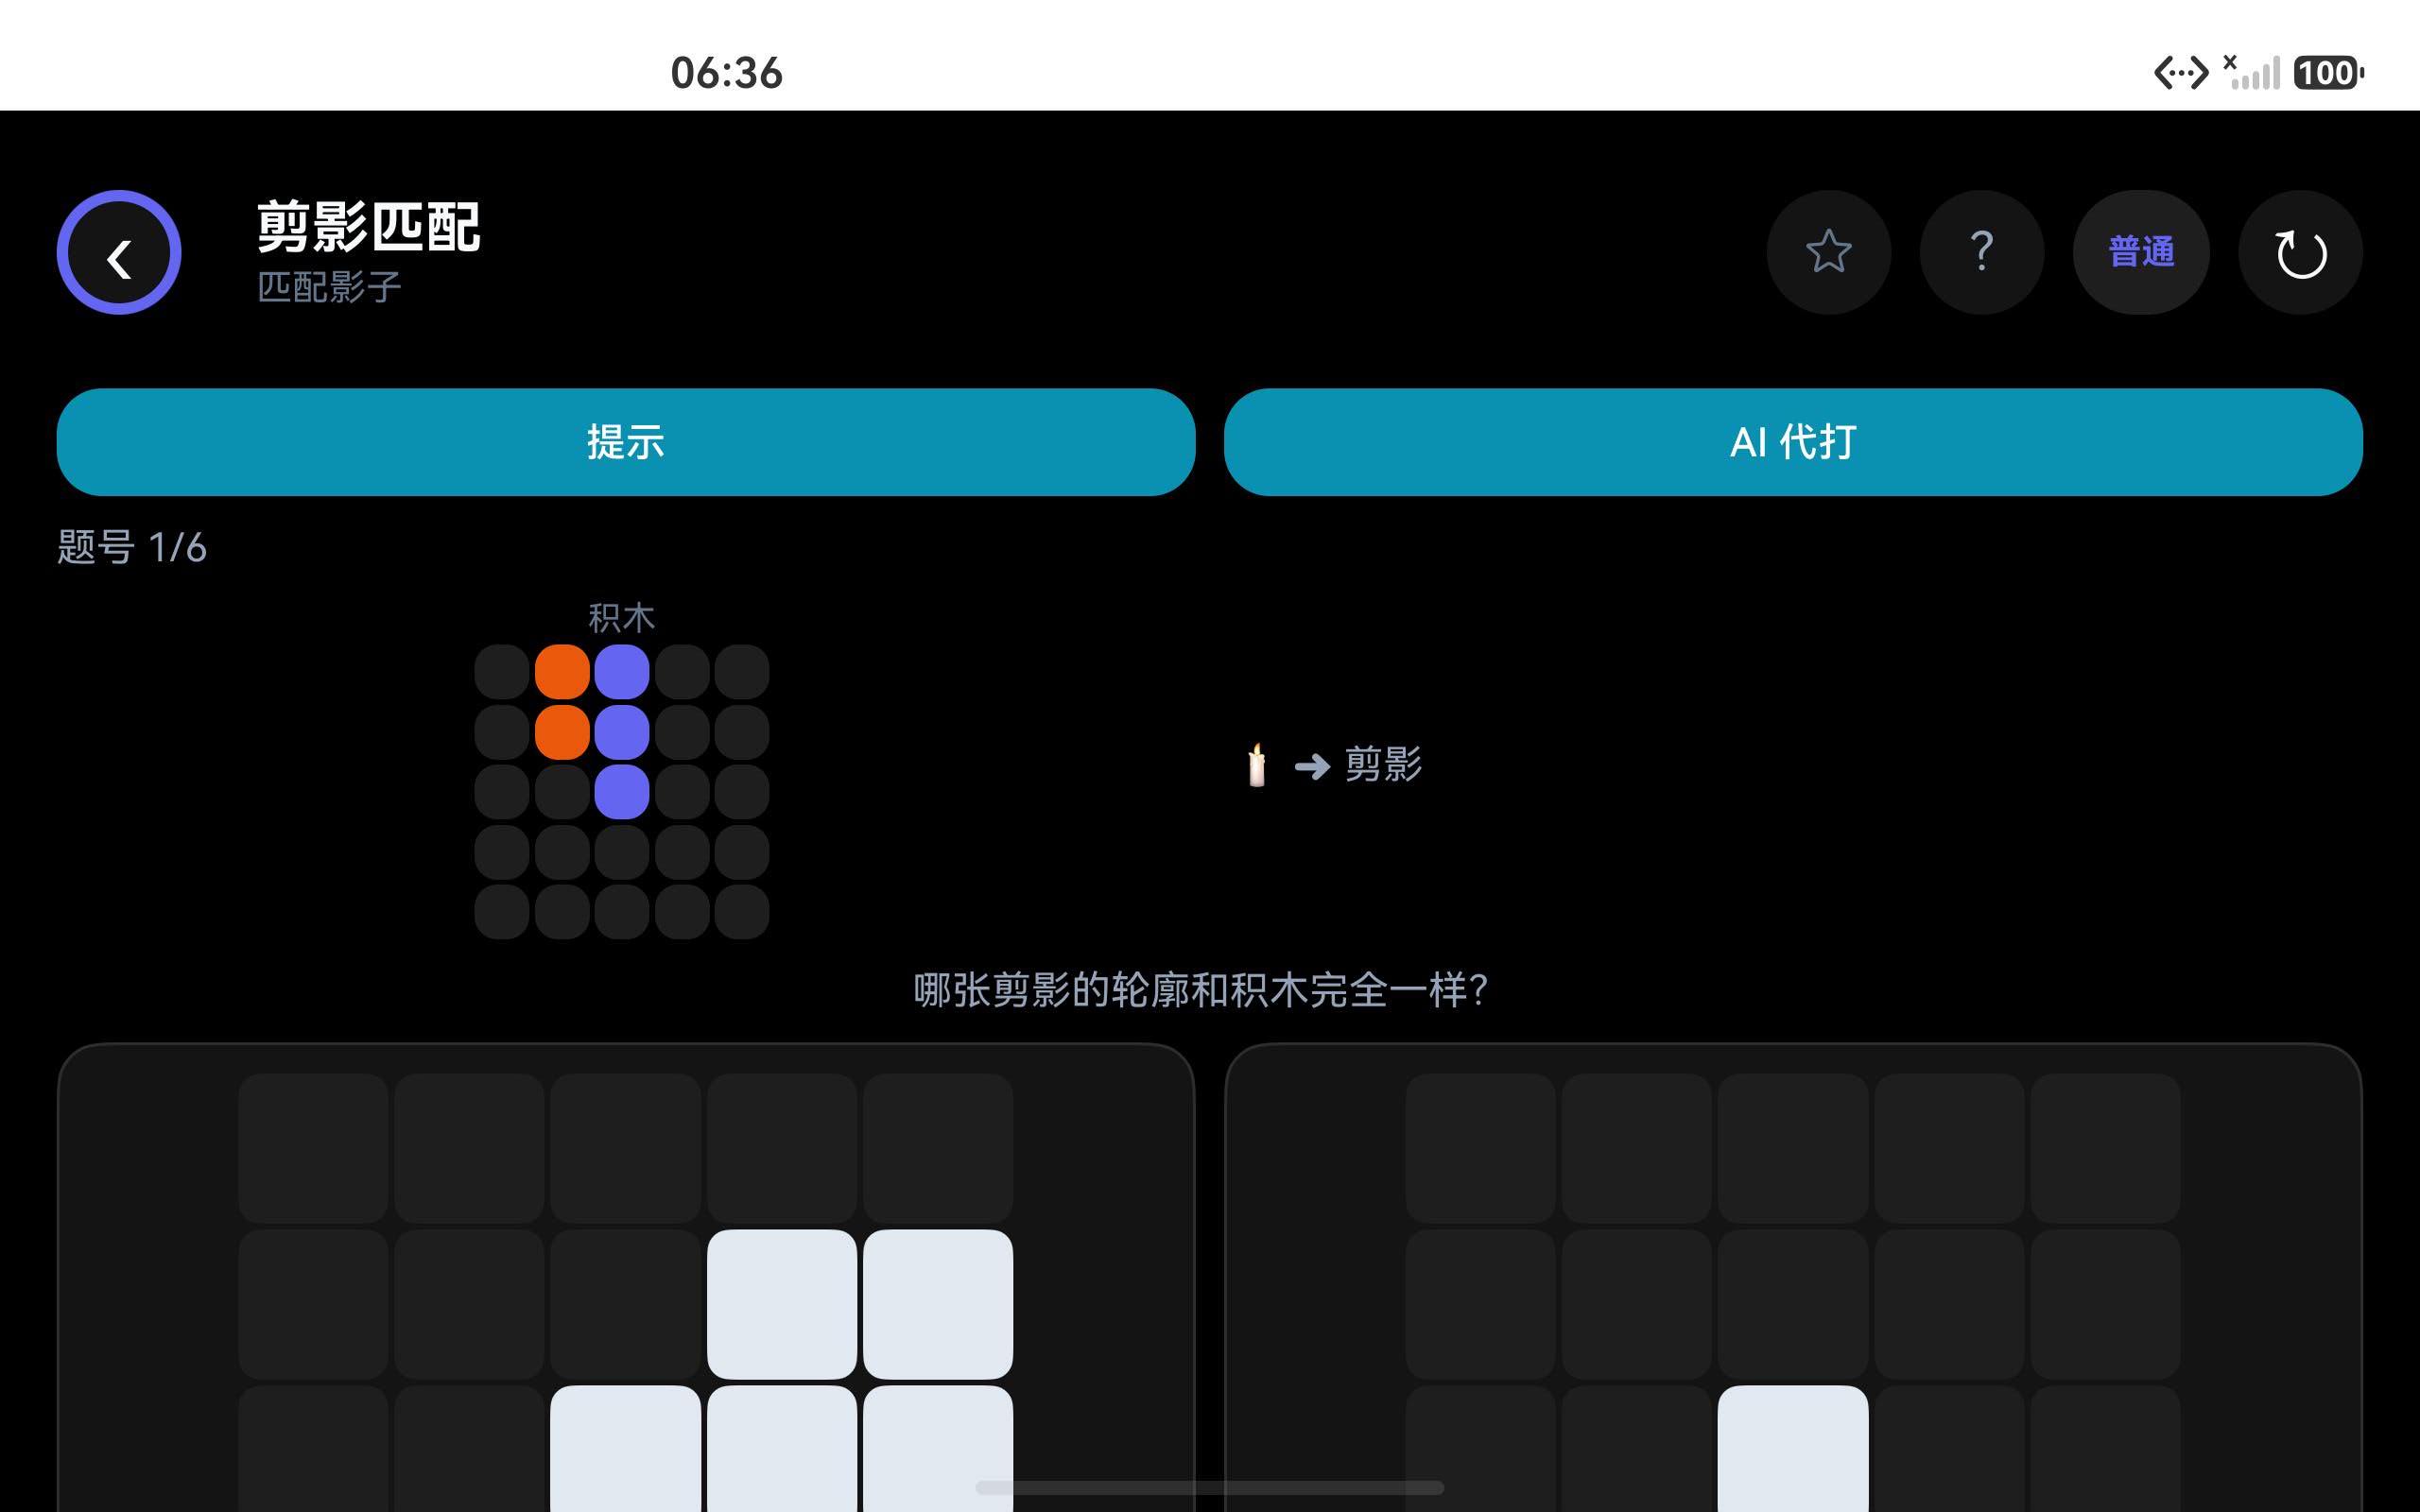 06:36
100
剪影匹配
匹配影子
?
普通
提示
AI 代打
题号 1/6
积木
剪影
哪张剪影的轮廓和积木完全一样?